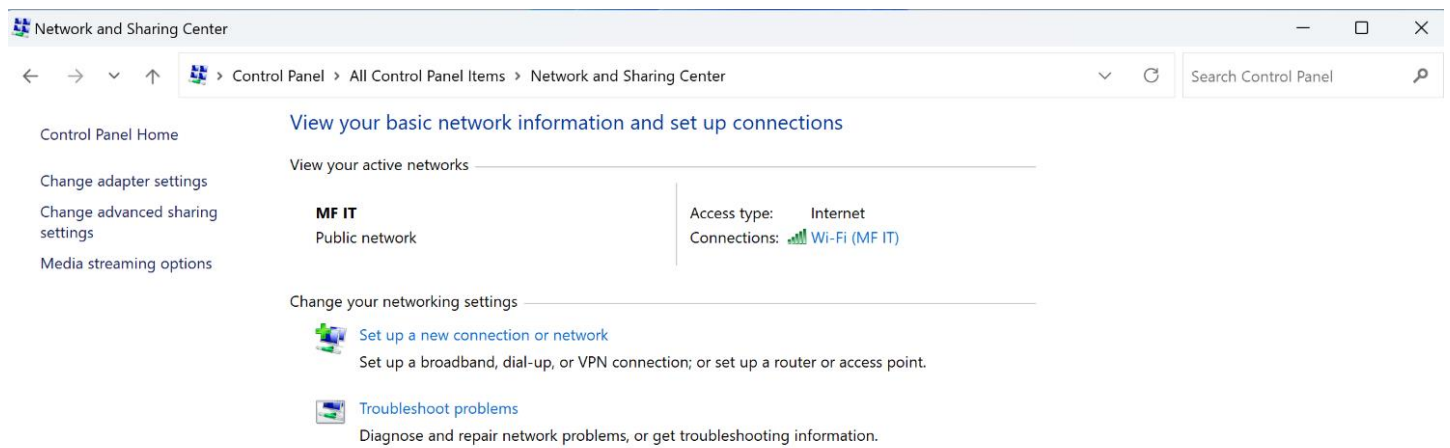 Network and Sharing Center
Control Panel > All Control Panel Items > Network and Sharing Center
Search Control Panel
Control Panel Home
Change adapter settings
Change advanced sharing
settings
Media streaming options
View your basic network information and set up connections
View your active networks
MF IT
Public network
Access type: Internet
Connections: Wi-Fi (MF IT)
Change your networking settings
Set up a new connection or network
Set up a broadband, dial-up, or VPN connection; or set up a router or access point.
Troubleshoot problems
Diagnose and repair network problems, or get troubleshooting information.